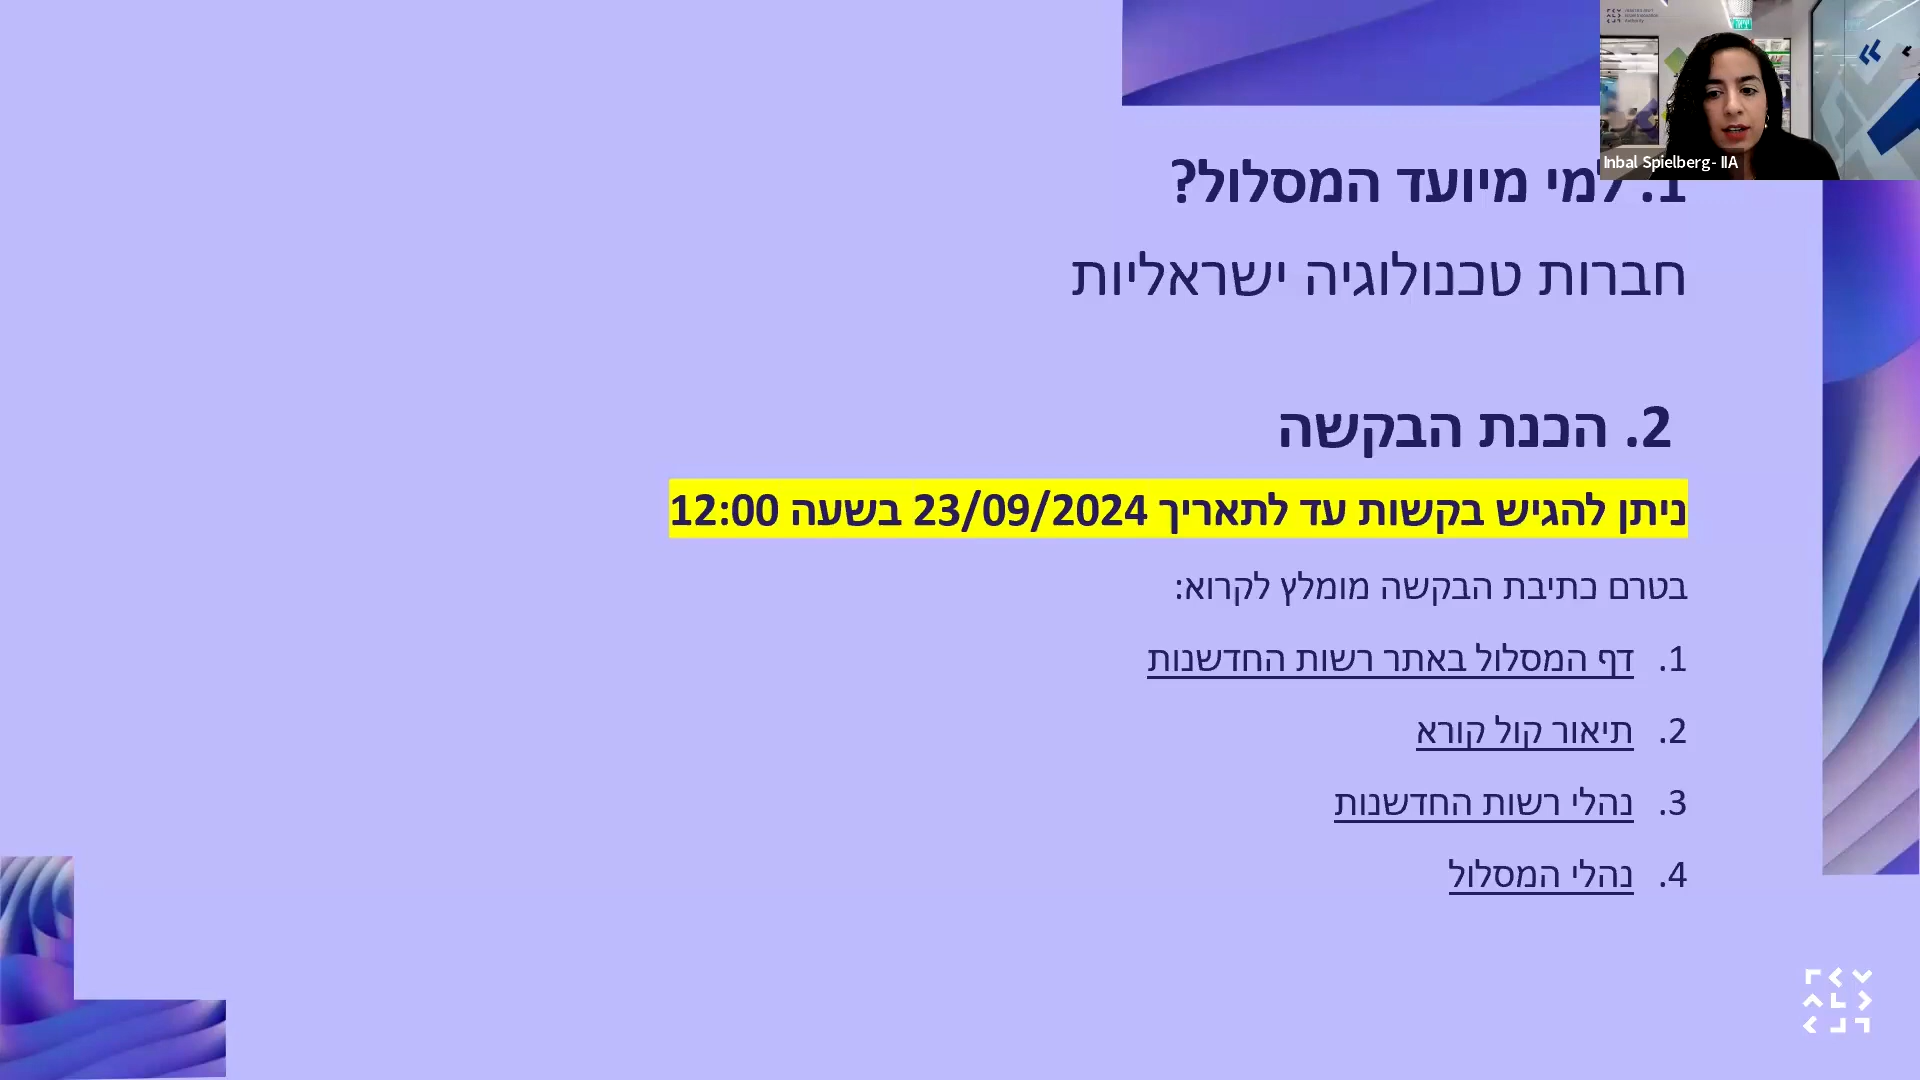 Inbal Spielberg- IIA
1. למי מיועד המסלול?
חברות טכנולוגיה ישראליות
2. הכנת הבקשה
ניתן להגיש בקשות עד לתאריך 23/09/2024 בשעה 12:00
בטרם כתיבת הבקשה מומלץ לקרוא:
1. דף המסלול באתר רשות החדשנות
2. תיאור קול קורא
3. נהלי רשות החדשנות
4. נהלי המסלול